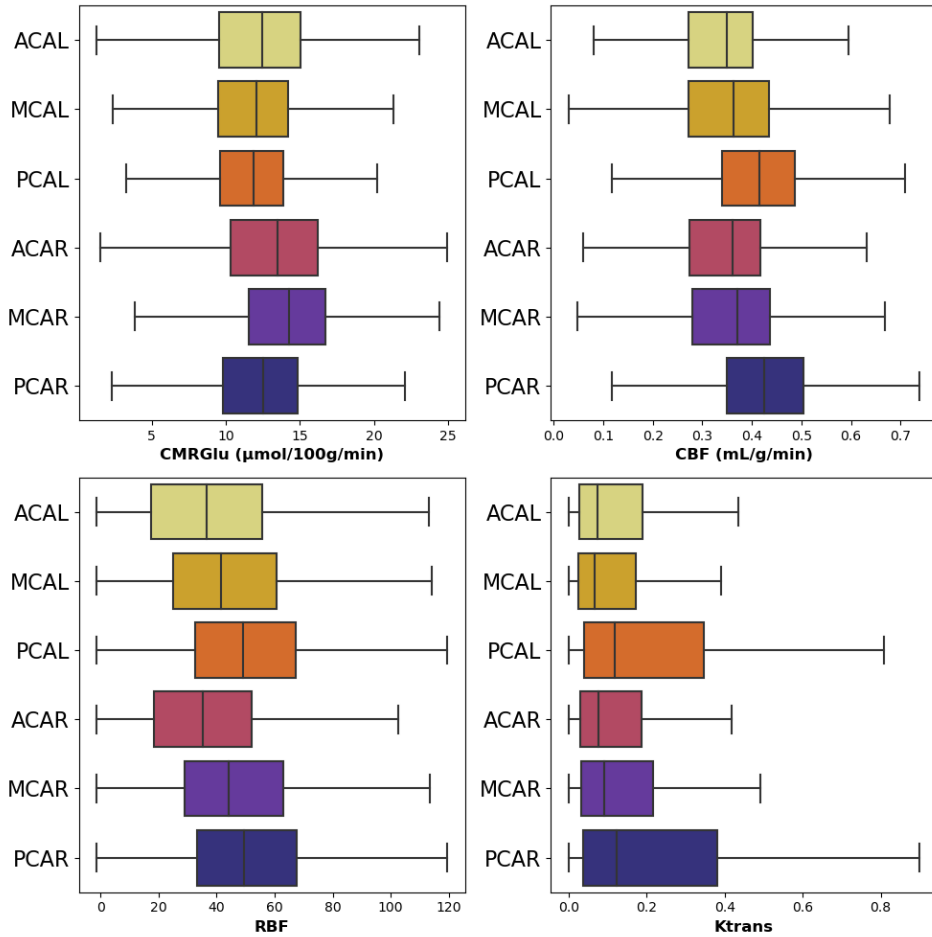 ACAL
MCAL
PCAL
ACAR
MCAR
PCAR
5 10 15 20 25
CMRGlu (μmol/100g/min)
ACAL
MCAL
PCAL
ACAR
MCAR
PCAR
0.0 0.1 0.2 0.3 0.4 0.5 0.6 0.7
CBF (mL/g/min)
ACAL
MCAL
PCAL
ACAR
MCAR
PCAR
0 20 40 60 80 100 120
RBF
ACAL
MCAL
PCAL
ACAR
MCAR
PCAR
0.0 0.2 0.4 0.6 0.8
Ktrans